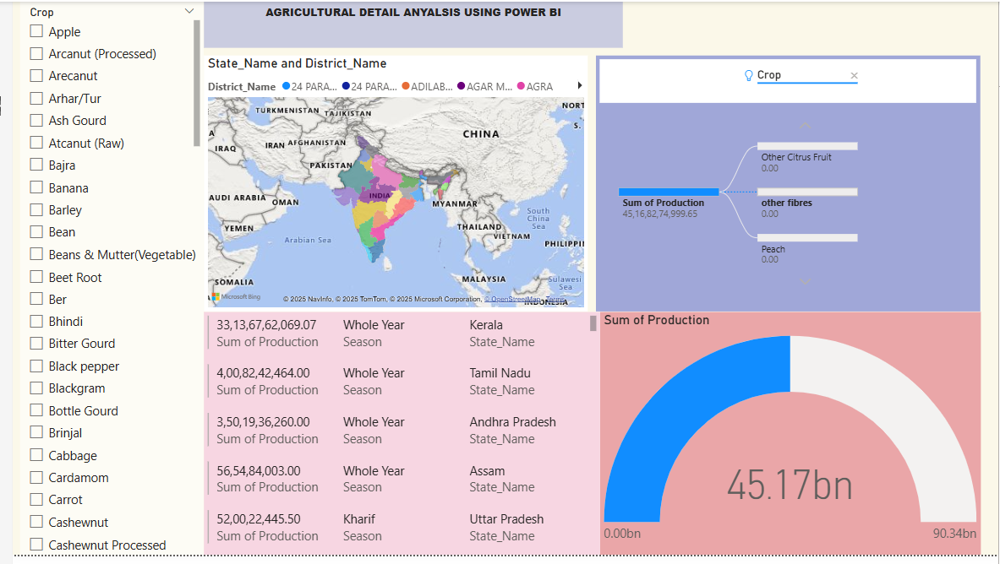 Crop
Apple
Arcanut (Processed)
Arecanut
Arhar/Tur
Ash Gourd
Atcanut (Raw)
Bajra
Banana
Barley
Bean
Beans & Mutter(Vegetable)
Beet Root
Ber
Bhindi
Bitter Gourd
Black pepper
Blackgram
Bottle Gourd
Brinjal
Cabbage
Cardamom
Carrot
Cashewnut
Cashewnut Processed
AGRICULTURAL DETAIL ANYALSIS USING POWER BI
State_Name and District_Name
District_Name 24 PARA... 24 PARA... ADILAB... AGAR M... AGRA
NORT
TURKMENISTAN TAJIKISTAN
S.
CHINA
IRAQ IRAN AFGHANISTAN
PAKISTAN
AUDI ARABIA OMAN
INDIA
MYANMAR
YEMEN
South
China
Sea
THAILAND
Arabian Sea
VIETNAM
PHILIPPI
SOMALIA
MALAYSIA
Sulawesi
Sea
Microsoft Bing
© 2025 NavInfo, © 2025 TomTom, © 2025 Microsoft Corporation, © OpenStreetMap Terms
INDONESIA
Crop
Sum of Production
45,16,82,74,999.65
Other Citrus Fruit
0.00
other fibres
0.00
Peach
0.00
33,13,67,62,069.07 Whole Year Kerala
Sum of Production Season State_Name
4,00,82,42,464.00 Whole Year Tamil Nadu
Sum of Production Season State_Name
3,50,19,36,260.00 Whole Year Andhra Pradesh
Sum of Production Season State_Name
56,54,84,003.00 Whole Year Assam
Sum of Production Season State_Name
52,00,22,445.50 Kharif Uttar Pradesh
Sum of Production Season State_Name
Sum of Production
45.17bn
0.00bn 90.34bn